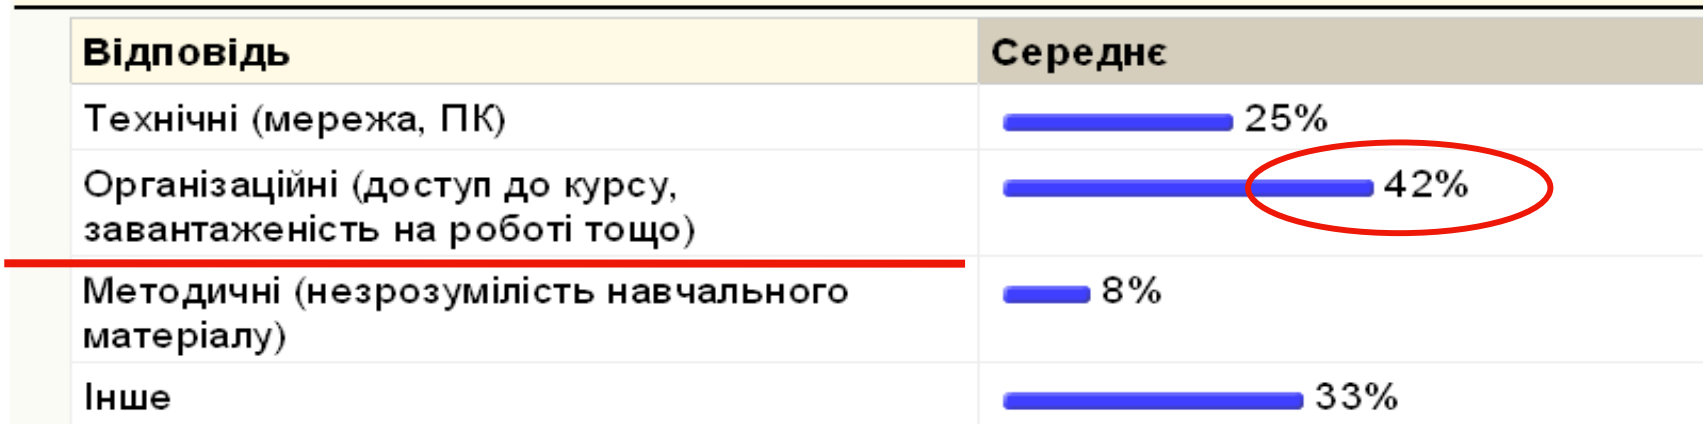 Відповідь Середнє
Технічні (мережа, ПК) 25%
Організаційні (доступ до курсу,
завантаженість на роботі тощо) 42%
Методичні (незрозумілість навчального
матеріалу) 8%
Інше 33%